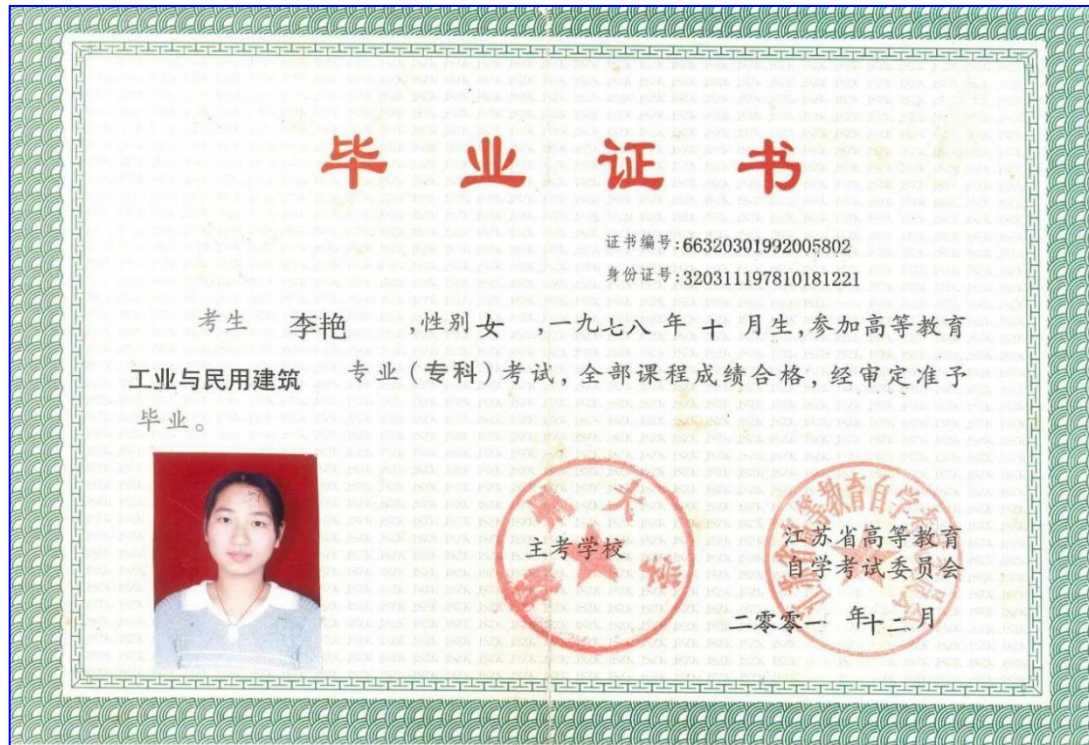 毕业证书
证书编号:66320301992005802
身份证号:320311197810181221
考生 李艳 ,性别 女 ,一九七八 年 十 月生,参加高等教育
工业与民用建筑 专业(专科)考试,全部课程成绩合格,经审定准予
毕业。
主考学校
江苏省高等教育
自学考试委员会
二零零一 年十二月